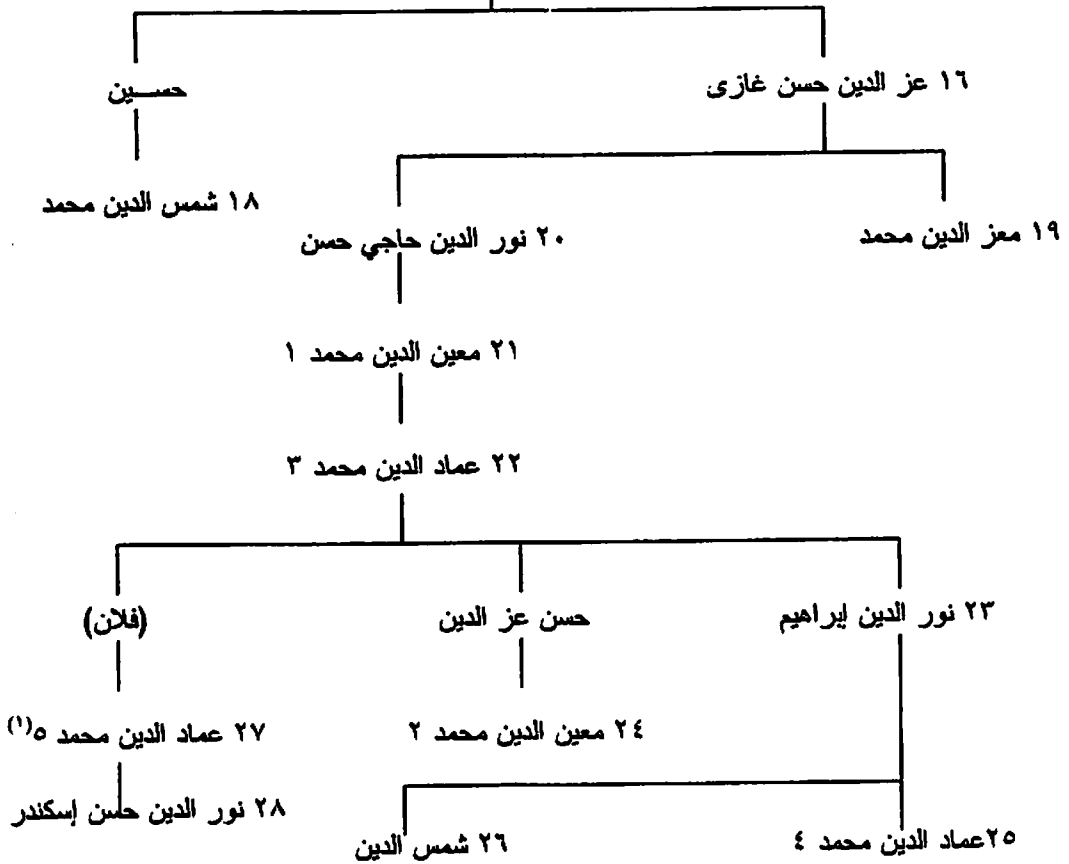 ١٦ عز الدين حسن غازى
حسين
١٨ شمس الدين محمد
١٩ معز الدين محمد
٢٠ نور الدين حاجي حسن
٢١ معين الدين محمد ١
٢٢ عماد الدين محمد ٣
٢٣ نور الدين إبراهيم
حسن عز الدين
(فلان)
٢٤ معين الدين محمد ٢
٢٧ عماد الدين محمد ٥(١)
٢٥عماد الدين محمد ٤
٢٦ شمس الدين
٢٨ نور الدين حسن إسكندر